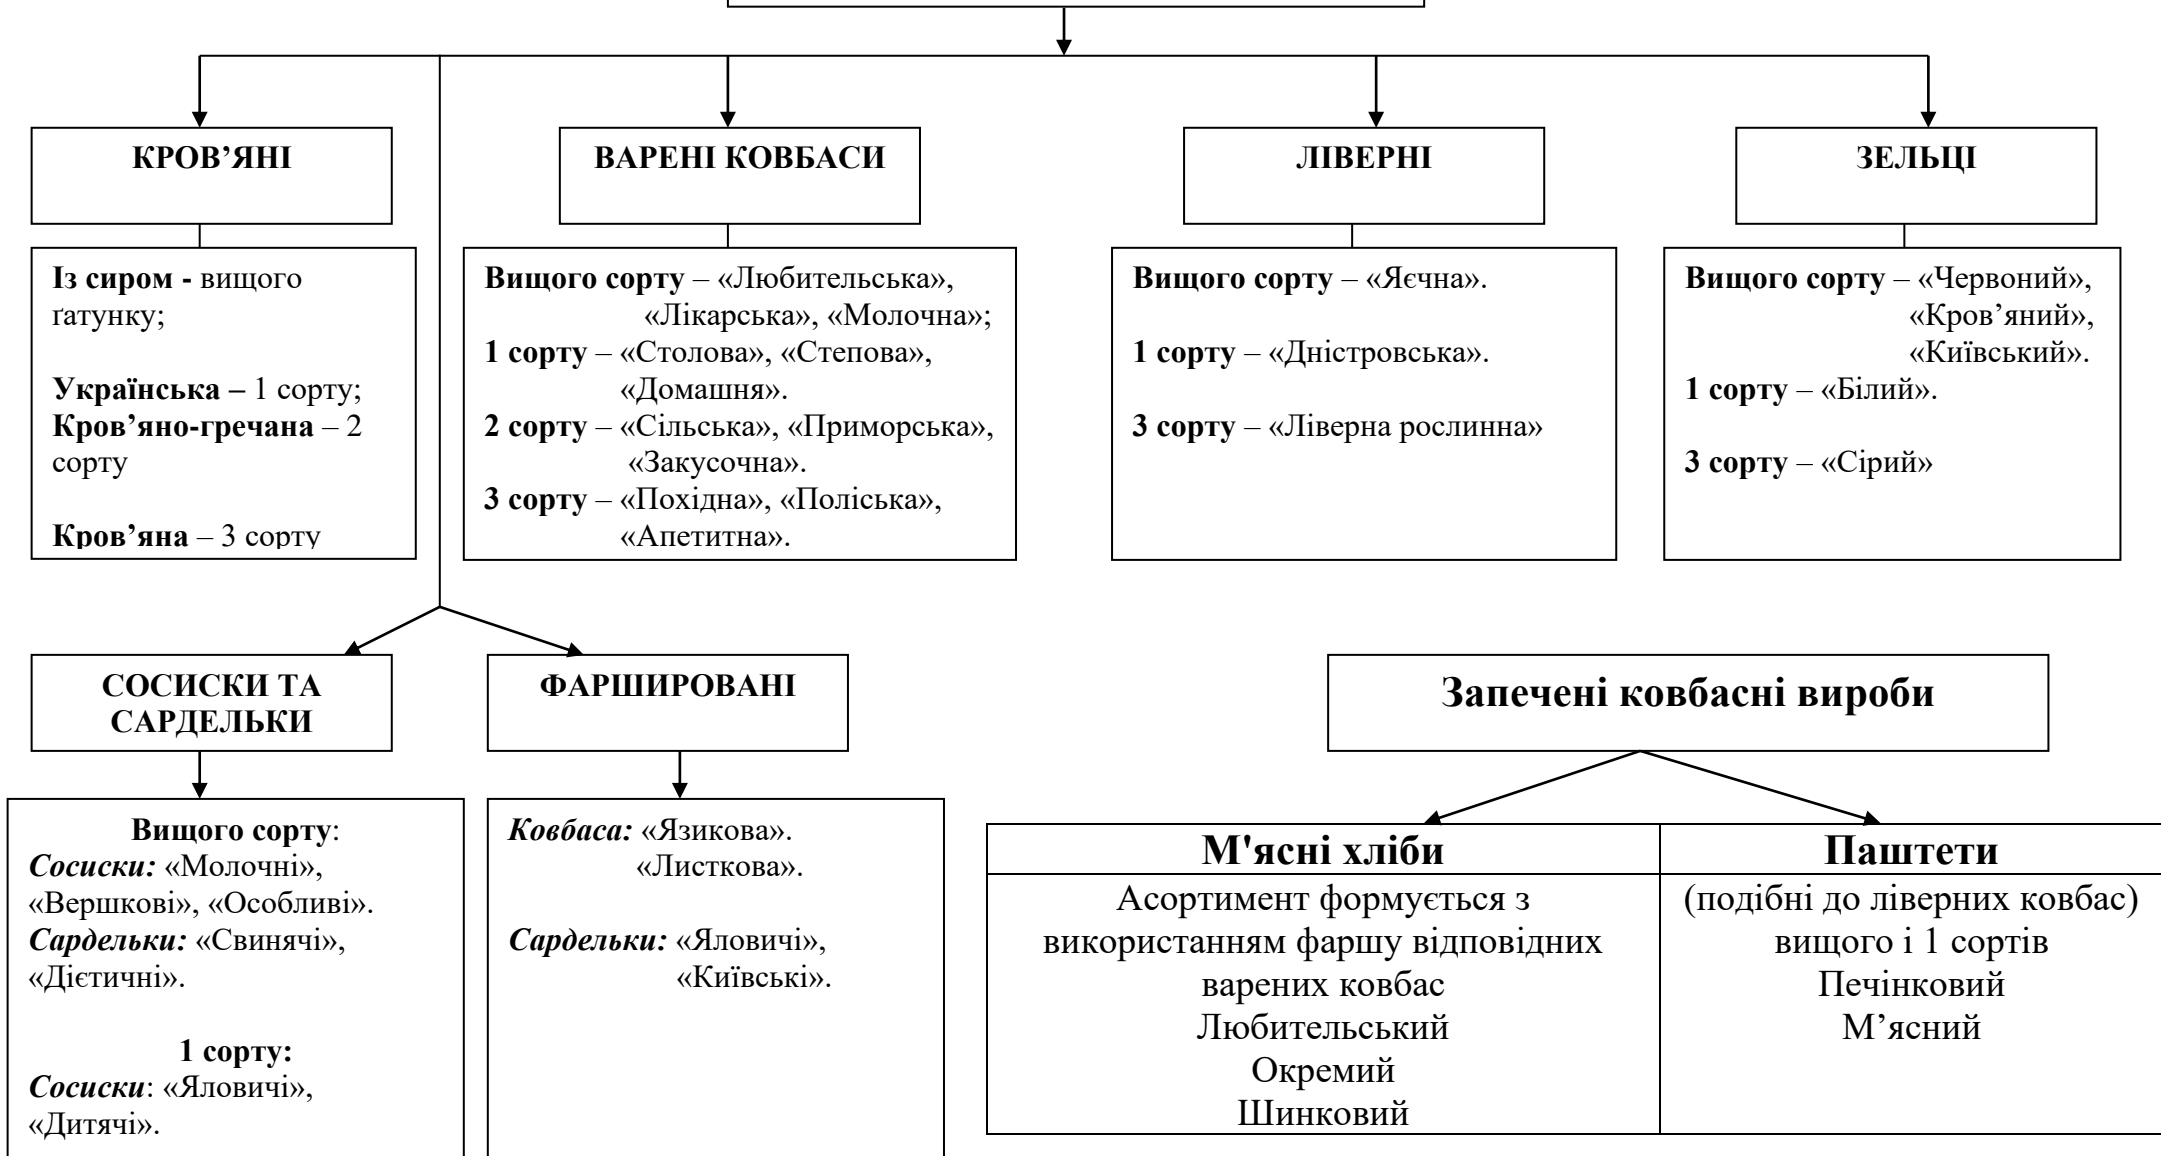 КРОВ’ЯНІ
ВАРЕНІ КОВБАСИ
ЛІВЕРНІ
ЗЕЛЬЦІ
Із сиром - вищого
ґатунку;
Українська – 1 сорту;
Кров’яно-гречана – 2
сорту
Кров’яна – 3 сорту
Вищого сорту – «Любительська»,
«Лікарська», «Молочна»;
1 сорту – «Столова», «Степова»,
«Домашня».
2 сорту – «Сільська», «Приморська»,
«Закусочна».
3 сорту – «Похідна», «Поліська»,
«Апетитна».
Вищого сорту – «Яєчна».
1 сорту – «Дністровська».
3 сорту – «Ліверна рослинна»
Вищого сорту – «Червоний»,
«Кров’яний»,
«Київський».
1 сорту – «Білий».
3 сорту – «Сірий»
СОСИСКИ ТА
САРДЕЛЬКИ
ФАРШИРОВАНІ
Запечені ковбасні вироби
Вищого сорту:
Сосиски: «Молочні»,
«Вершкові», «Особливі».
Сардельки: «Свинячі»,
«Дієтичні».
1 сорту:
Сосиски: «Яловичі»,
«Дитячі».
Ковбаса: «Язикова».
«Листкова».
Сардельки: «Яловичі»,
«Київські».
М'ясні хліби
Асортимент формується з
використанням фаршу відповідних
варених ковбас
Любительський
Окремий
Шинковий
Паштети
(подібні до ліверних ковбас)
вищого і 1 сортів
Печінковий
М’ясний